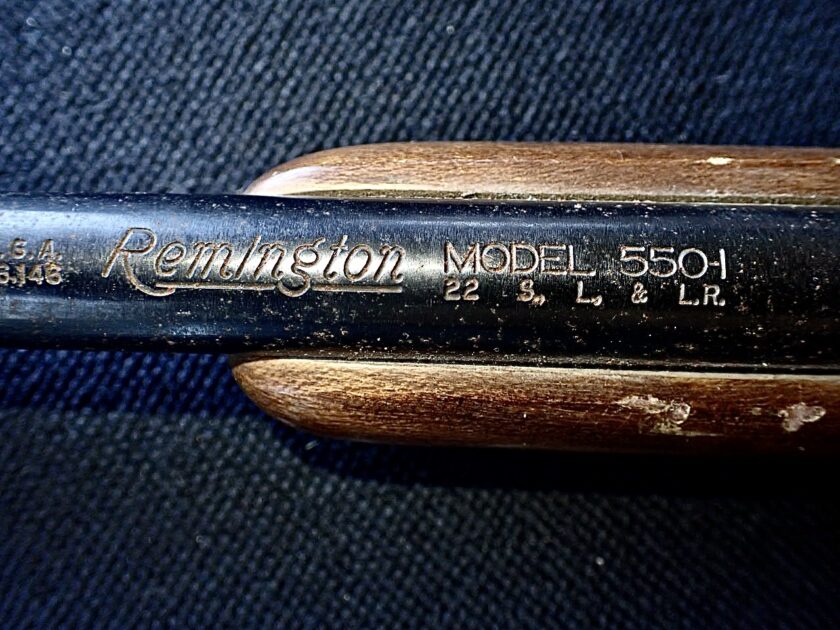 S.A.
Remington MODEL 550-1
22 S., L., & L.R.